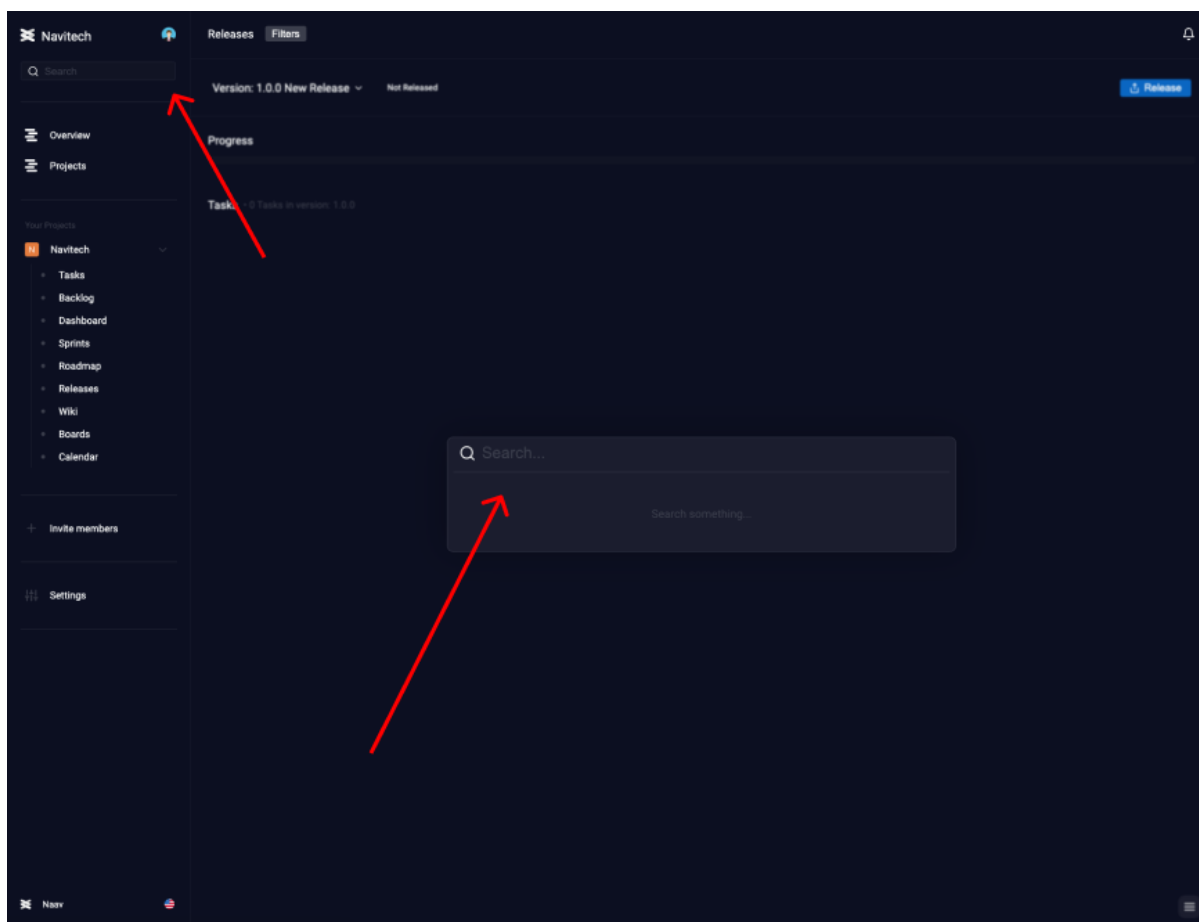 Navitech
Releases Filters
Search
Version: 1.0.0 New Release Not Released Release
Overview
Progress
Projects
Tasks -0 Tasks in version: 1.0.0
Your Projects
N Navitech
Tasks
Backlog
Dashboard
Sprints
Roadmap
Releases
Wiki
Boards
Calendar
Search...
Search something...
Invite members
Settings
Naav